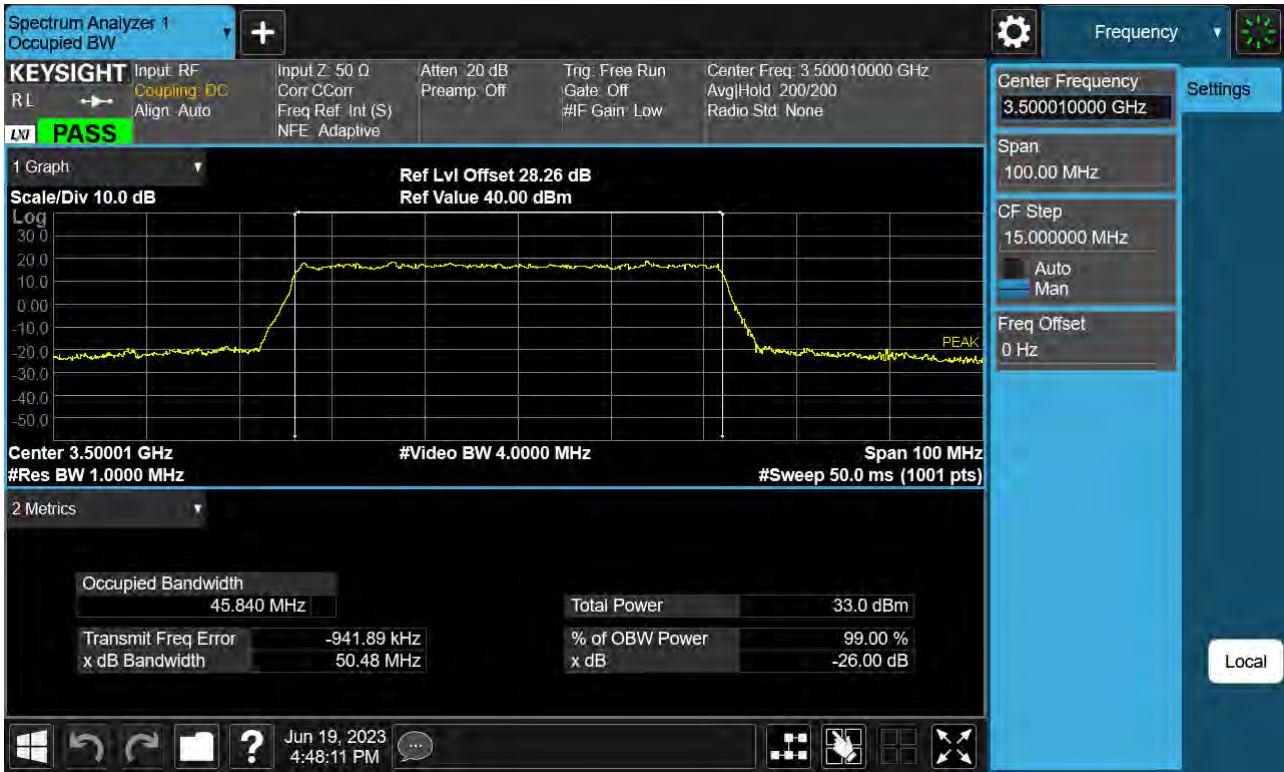 Spectrum Analyzer 1
Occupied BW
Frequency
KEYSIGHT
RL
LXI
PASS
Input: RF
Coupling: DC
Align: Auto
Input Z: 50 Ω
Corr CCorr
Freq Ref: Int (S)
NFE: Adaptive
Atten: 20 dB
Preamp: Off
Trig: Free Run
Gate: Off
#IF Gain: Low
Center Freq: 3.500010000 GHz
Avg|Hold: 200/200
Radio Std: None
Center Frequency
3.500010000 GHz
Settings
Span
100.00 MHz
CF Step
15.000000 MHz
Auto
Man
Freq Offset
0 Hz
Local
1 Graph
Scale/Div 10.0 dB
Ref Lvl Offset 28.26 dB
Ref Value 40.00 dBm
Log
30.0
20.0
10.0
0.00
-10.0
-20.0
-30.0
-40.0
-50.0
PEAK
Center 3.50001 GHz
#Res BW 1.0000 MHz
#Video BW 4.0000 MHz
Span 100 MHz
#Sweep 50.0 ms (1001 pts)
2 Metrics
Occupied Bandwidth
45.840 MHz
Transmit Freq Error -941.89 kHz
x dB Bandwidth 50.48 MHz
Total Power 33.0 dBm
% of OBW Power 99.00 %
x dB -26.00 dB
?
Jun 19, 2023
4:48:11 PM